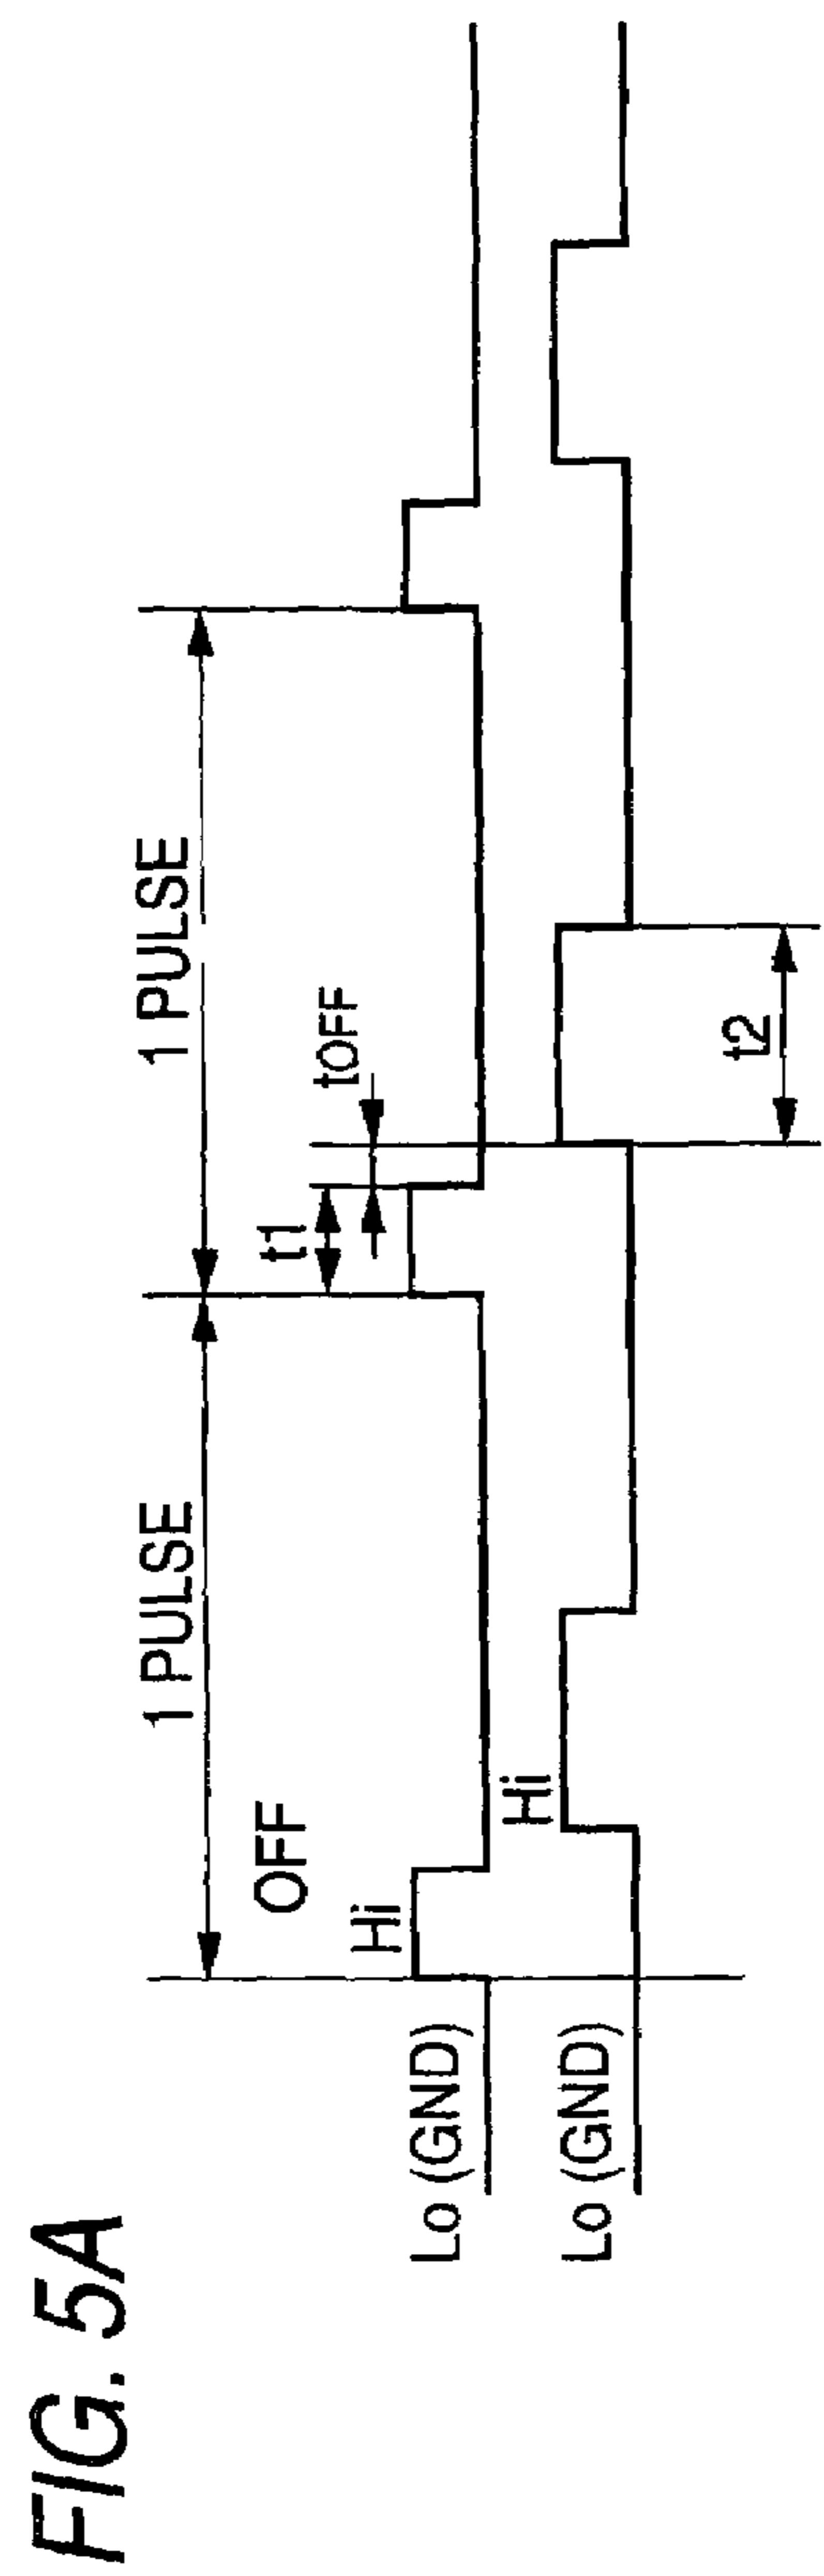 FIG. 5A
1 PULSE
1 PULSE
OFF
t1
tOFF
Hi
Lo (GND)
Hi
Lo (GND)
t2